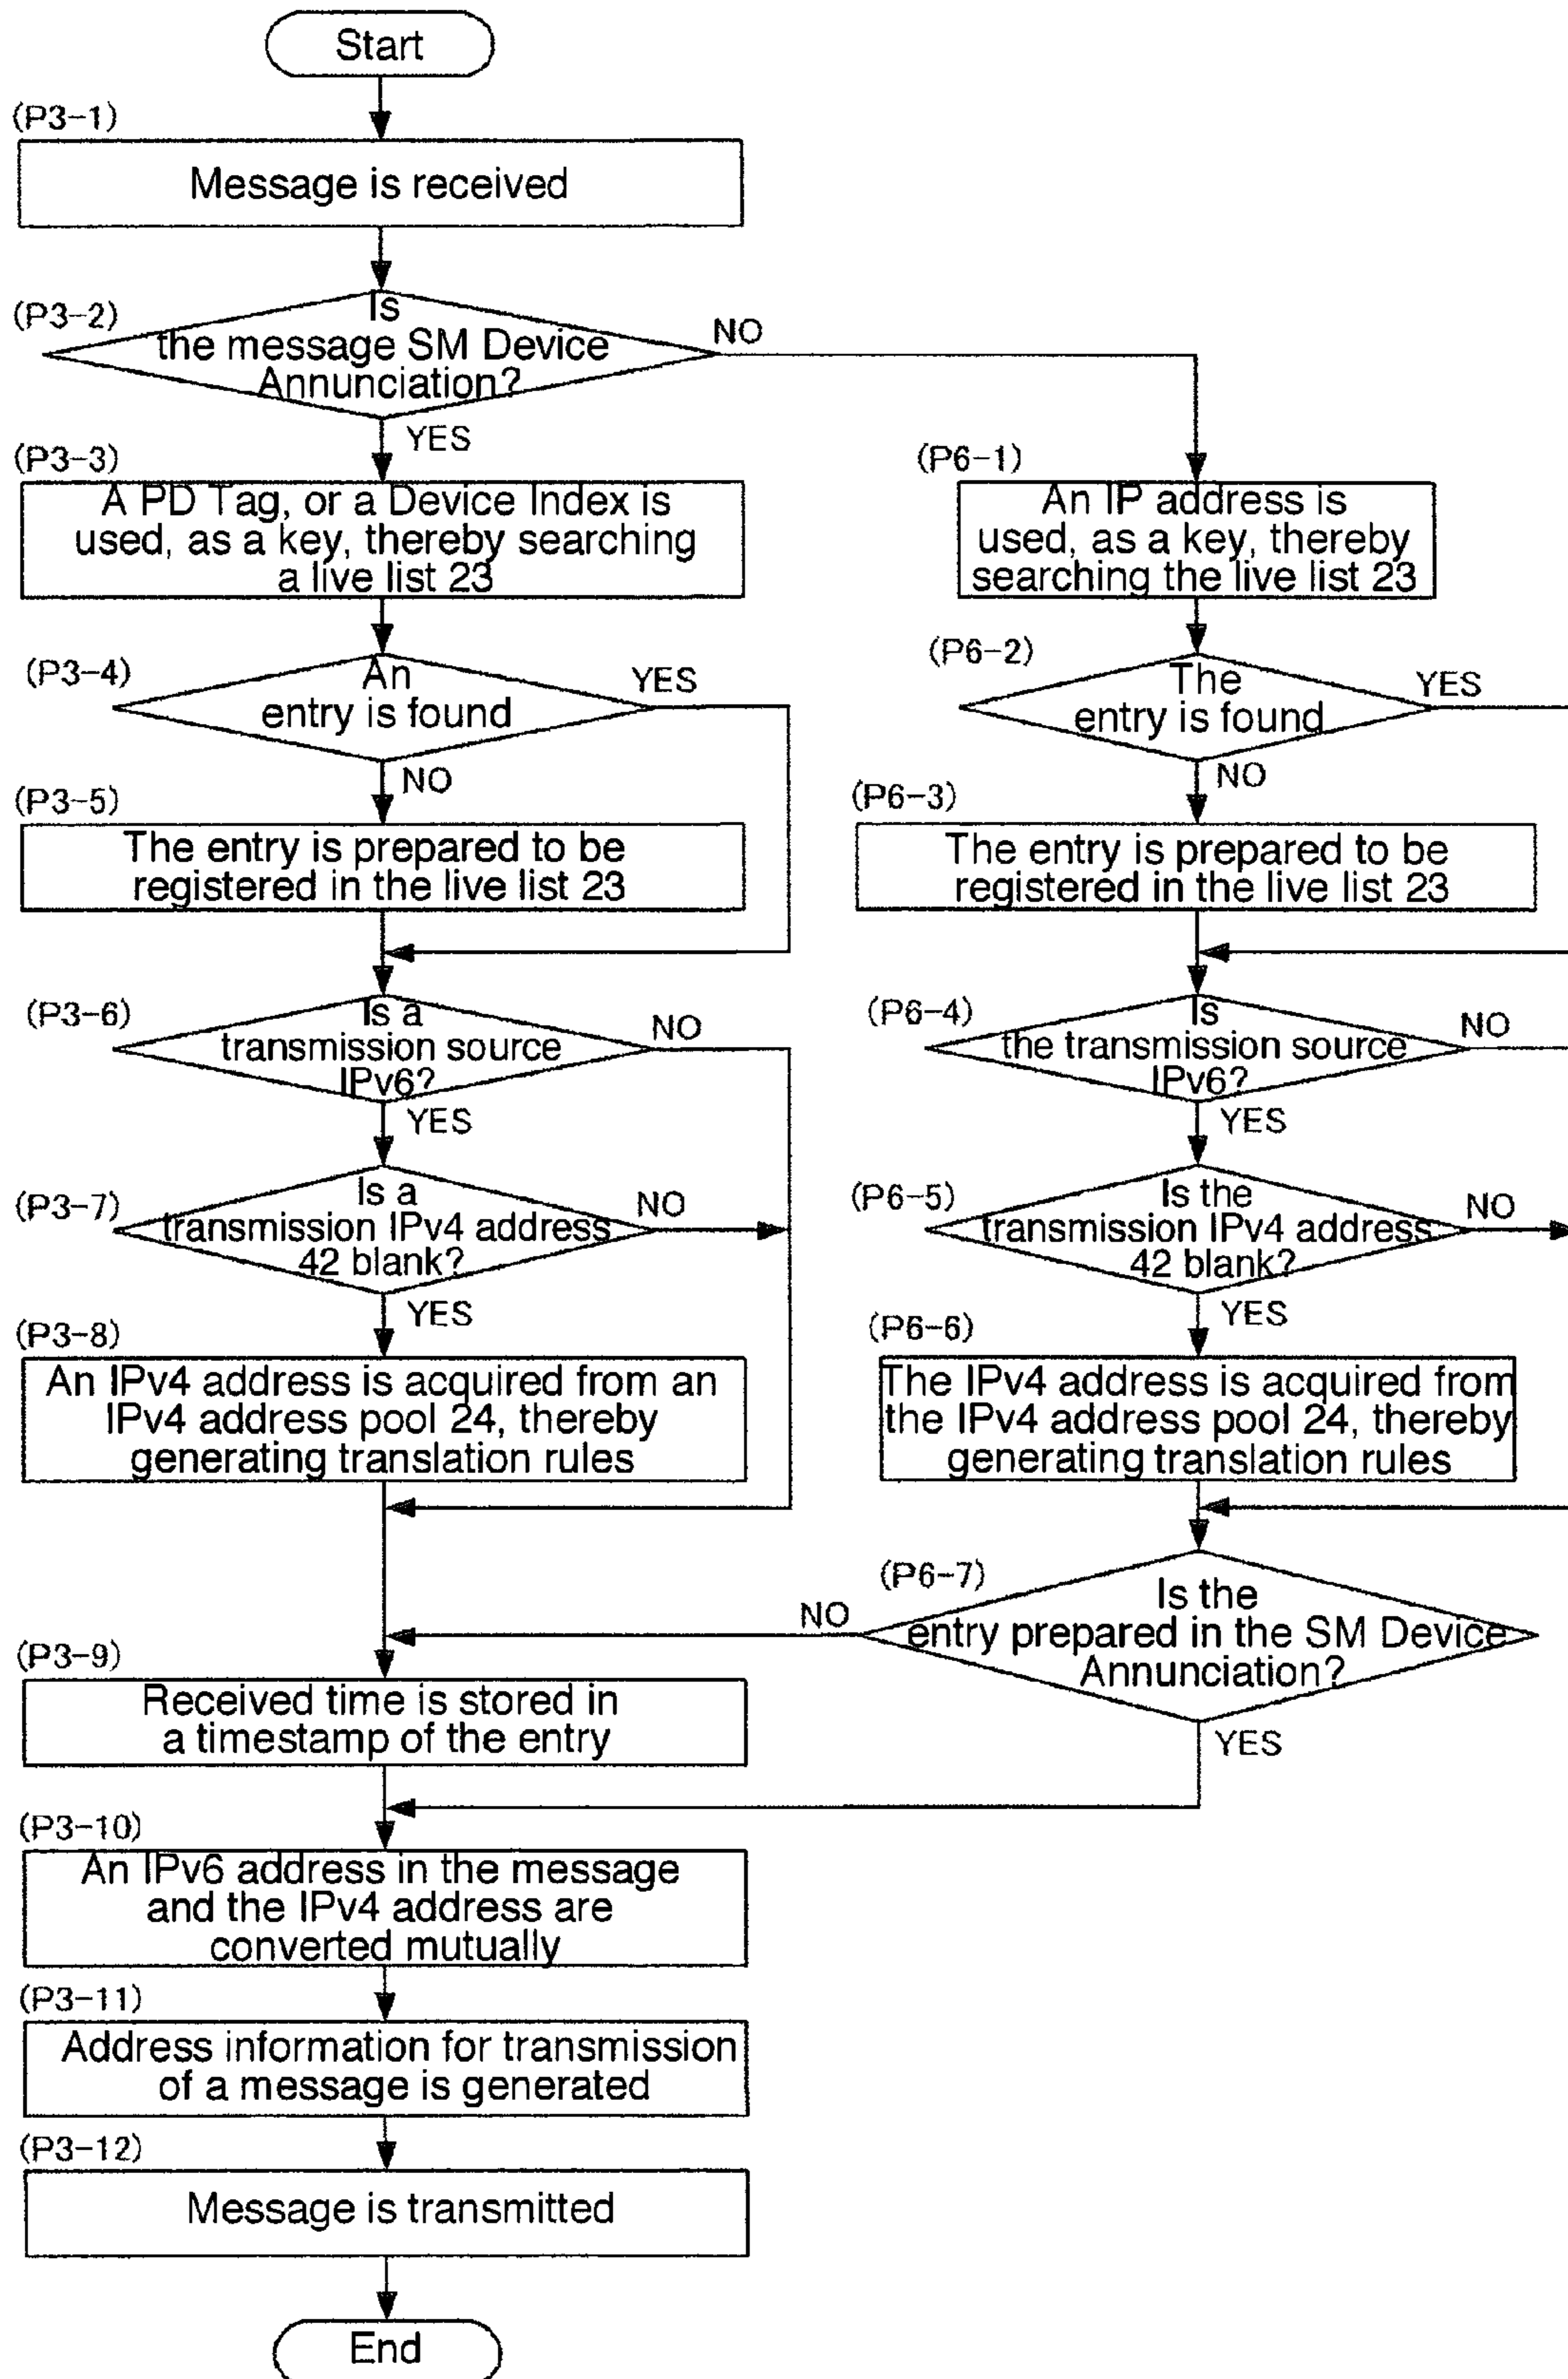 Start
(P3-1)
Message is received
(P3-2)
Is
the message SM Device
Annunciation?
NO
YES
(P3-3)
A PD Tag, or a Device Index is
used, as a key, thereby searching
a live list 23
(P3-4)
An
entry is found
YES
NO
(P3-5)
The entry is prepared to be
registered in the live list 23
(P3-6)
Is a
transmission source
IPv6?
NO
YES
(P3-7)
Is a
transmission IPv4 address
42 blank?
NO
YES
(P3-8)
An IPv4 address is acquired from an
IPv4 address pool 24, thereby
generating translation rules
(P6-1)
An IP address is
used, as a key, thereby
searching the live list 23
(P6-2)
The
entry is found
YES
NO
(P6-3)
The entry is prepared to be
registered in the live list 23
(P6-4)
Is
the transmission source
IPv6?
NO
YES
(P6-5)
Is the
transmission IPv4 address
42 blank?
NO
YES
(P6-6)
The IPv4 address is acquired from
the IPv4 address pool 24, thereby
generating translation rules
(P6-7)
Is the
entry prepared in the SM Device
Annunciation?
NO
YES
(P3-9)
Received time is stored in
a timestamp of the entry
(P3-10)
An IPv6 address in the message
and the IPv4 address are
converted mutually
(P3-11)
Address information for transmission
of a message is generated
(P3-12)
Message is transmitted
End